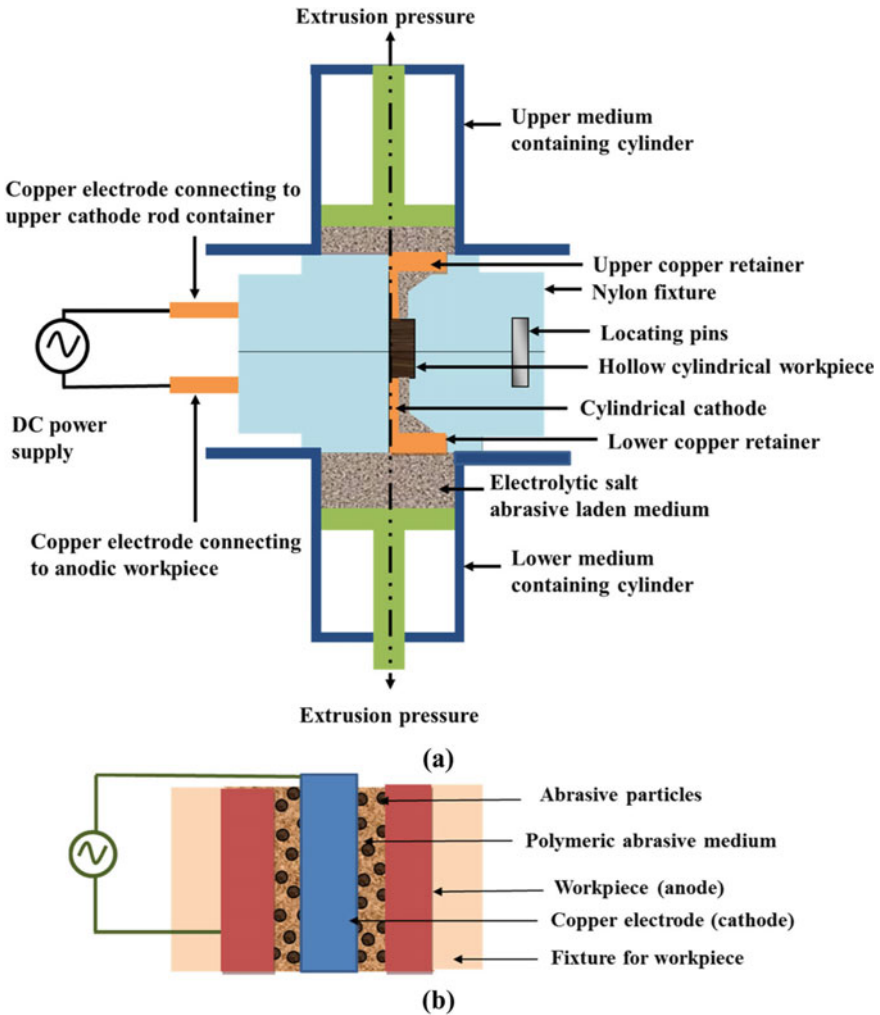 Extrusion pressure
Upper medium
containing cylinder
Copper electrode connecting to
upper cathode rod container
Upper copper retainer
Nylon fixture
Locating pins
Hollow cylindrical workpiece
Cylindrical cathode
DC power
supply
Lower copper retainer
Electrolytic salt
abrasive laden medium
Copper electrode connecting
to anodic workpiece
Lower medium
containing cylinder
Extrusion pressure
(a)
Abrasive particles
Polymeric abrasive medium
Workpiece (anode)
Copper electrode (cathode)
Fixture for workpiece
(b)